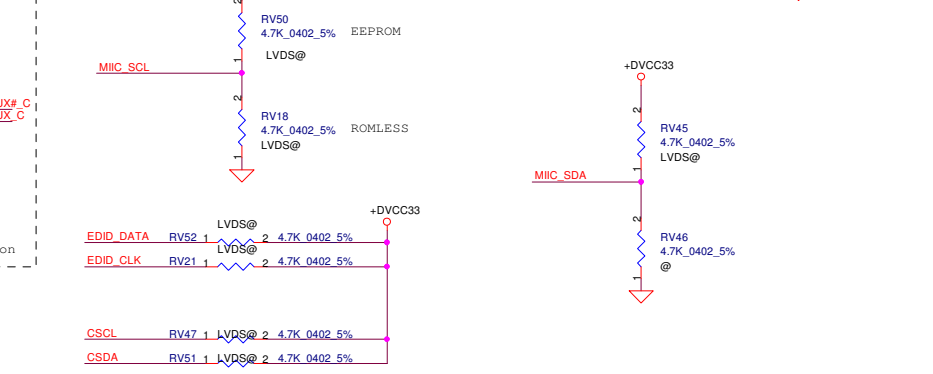 2
RV50
4.7K_0402_5%
EEPROM
LVDS@
1
MIIC_SCL
2
RV18
4.7K_0402_5%
ROMLESS
LVDS@
1
UX#_C
UX_C
on
+DVCC33
LVDS@
EDID_DATA RV52 1 2 4.7K_0402_5%
LVDS@
EDID_CLK RV21 1 2 4.7K_0402_5%
CSCL RV47 1 LVDS@ 2 4.7K_0402_5%
CSDA RV51 1 LVDS@ 2 4.7K_0402_5%
+DVCC33
2
RV45
4.7K_0402_5%
LVDS@
1
MIIC_SDA
2
RV46
4.7K_0402_5%
@
1